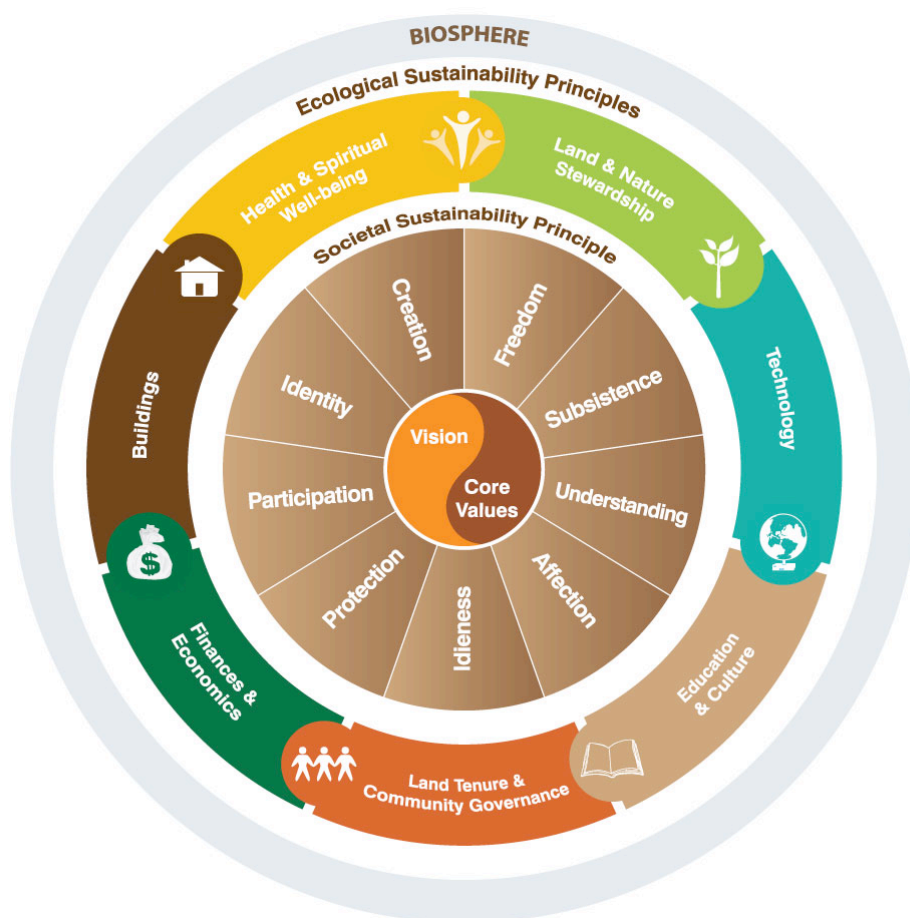 BIOSPHERE
Ecological Sustainability Principles
Health & Spiritual
Well-being
Land & Nature
Stewardship
Technology
Education
& Culture
Land Tenure &
Community Governance
Finances &
Economics
$
Buildings
Societal Sustainability Principle
Creation
Freedom
Subsistence
Understanding
Affection
Idieness
Protection
Participation
Identity
Vision
Core
Values